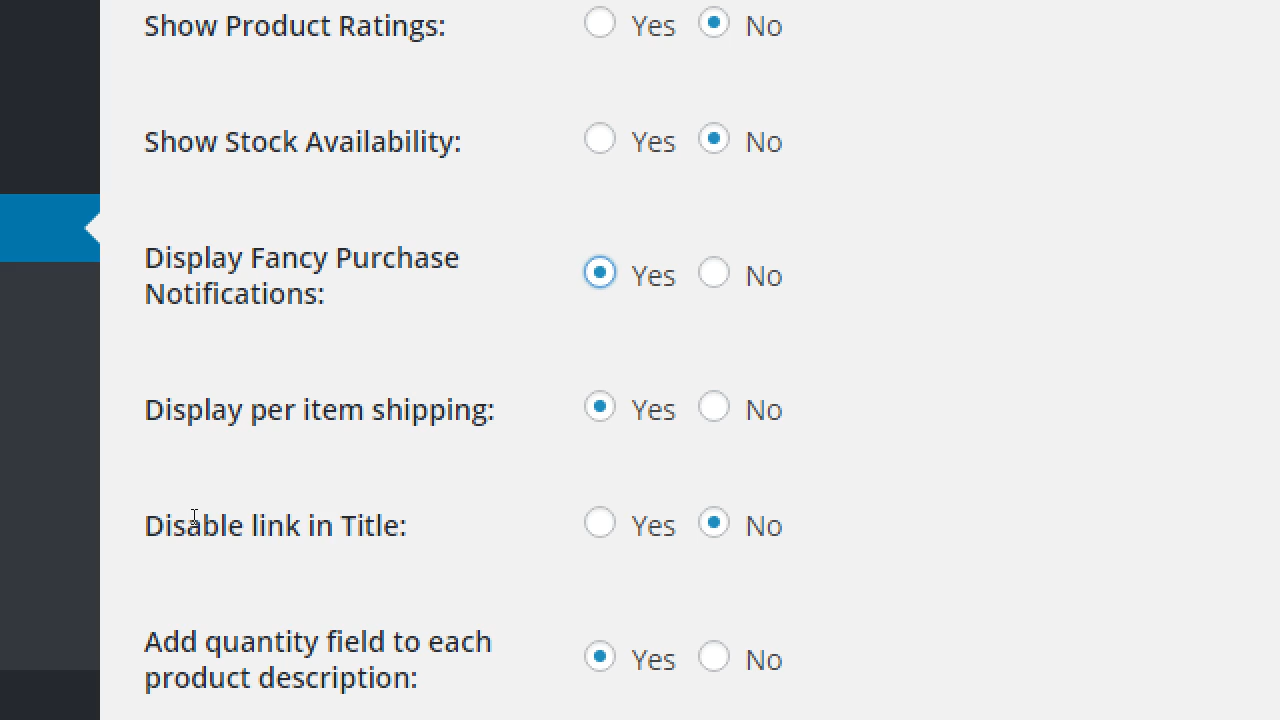 Show Product Ratings: Yes No
Show Stock Availability: Yes No
Display Fancy Purchase
Notifications: Yes No
Display per item shipping: Yes No
Disable link in Title: Yes No
Add quantity field to each
product description: Yes No